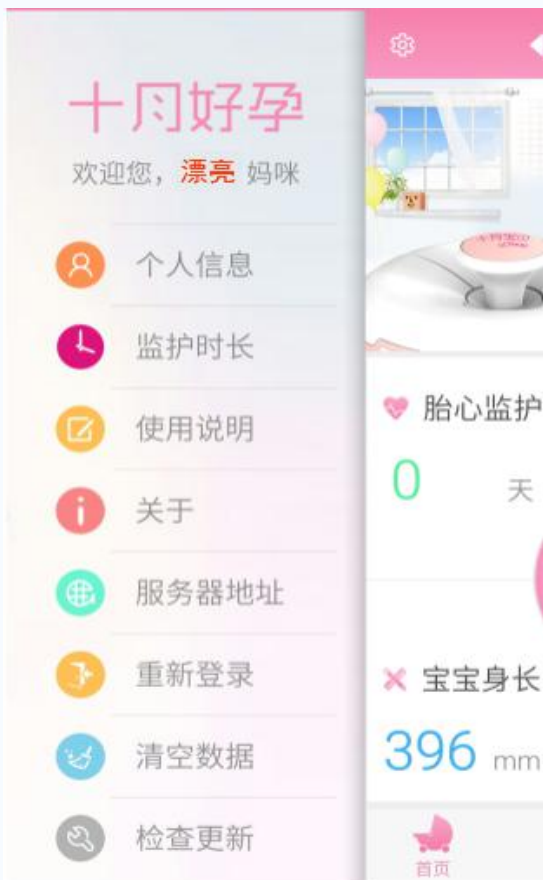 十月好孕
欢迎您，漂亮 妈咪
个人信息
监护时长
使用说明
关于
服务器地址
重新登录
清空数据
检查更新
胎心监护
0 天
宝宝身长
396 mm
首页